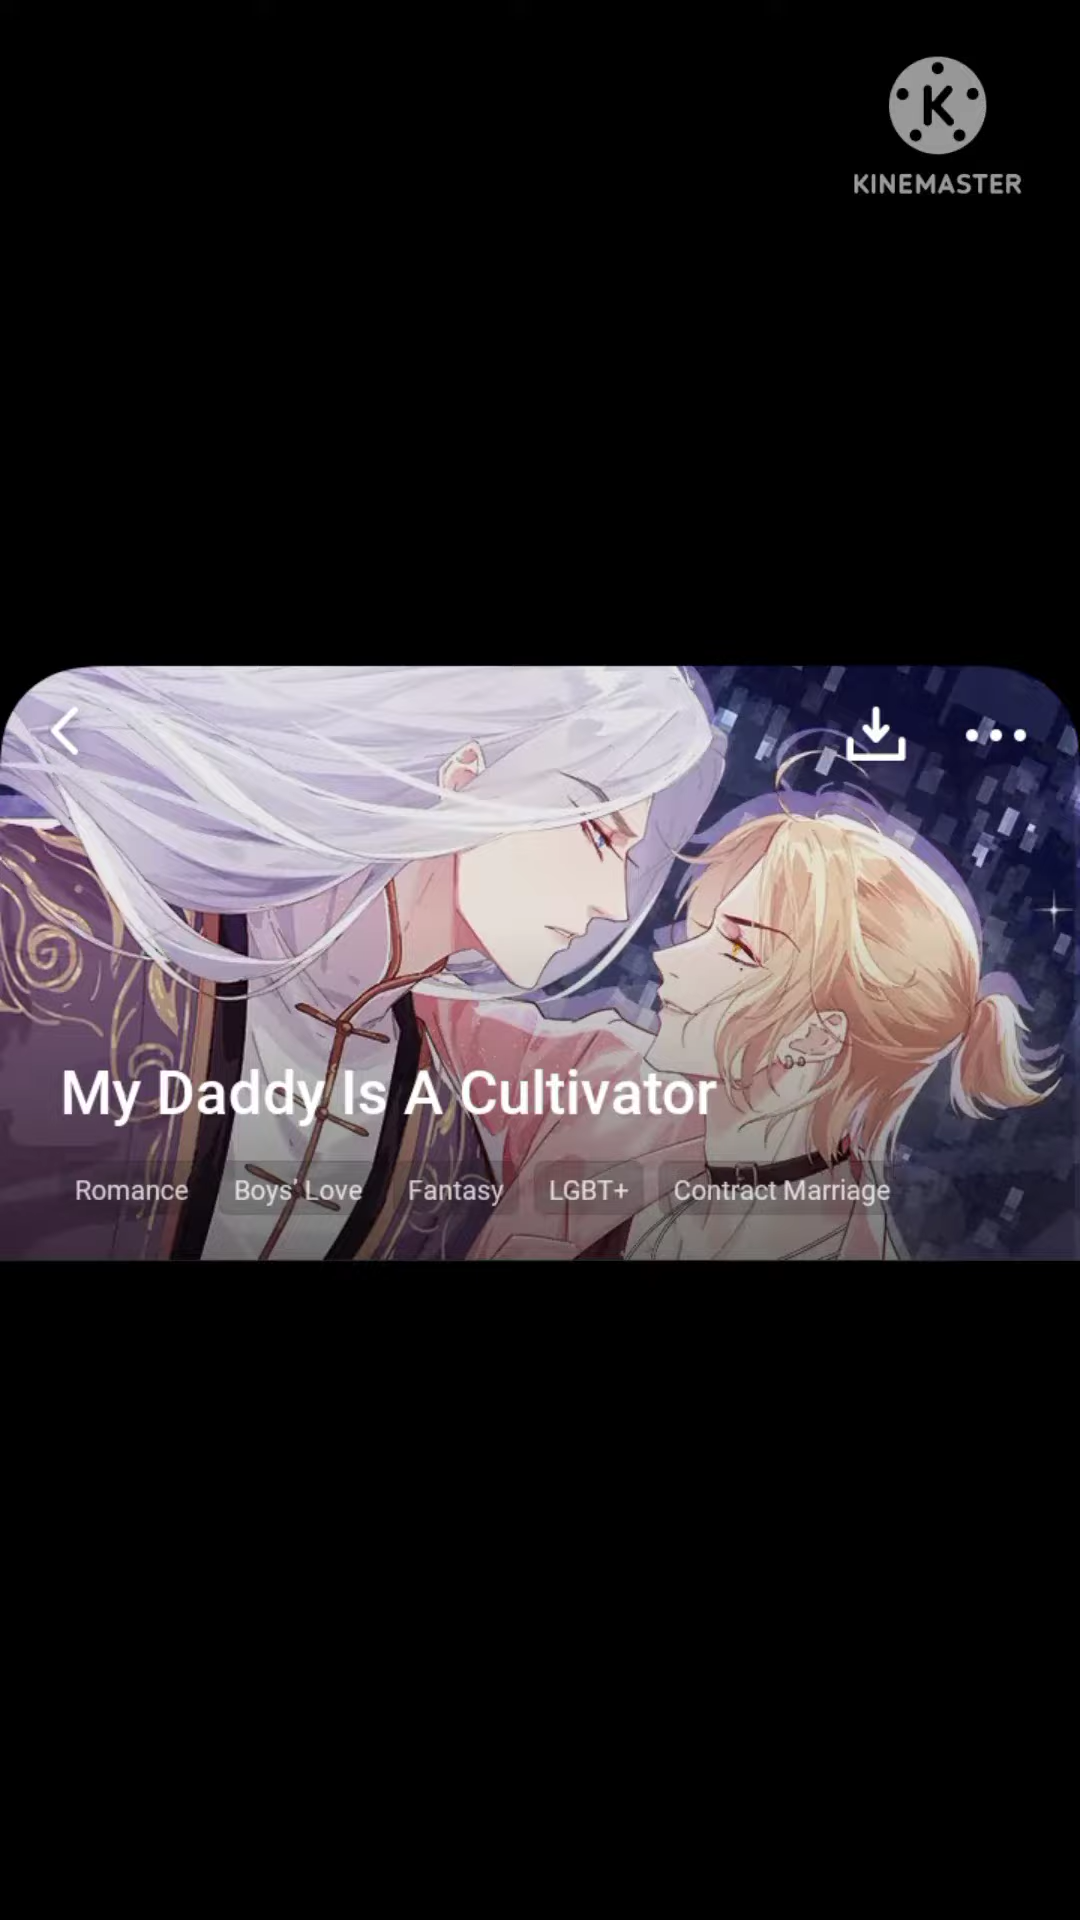 KINEMASTER
My Daddy Is A Cultivator
Romance Boys' Love Fantasy LGBT+ Contract Marriage